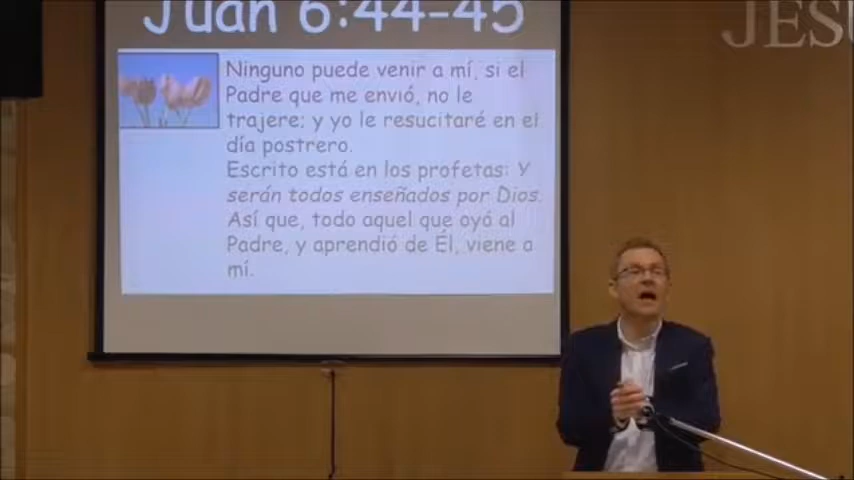 Juan 6:44-45
JESU
Ninguno puede venir a mí, si el
Padre que me envió, no le
trajere; y yo le resucitaré en el
día postrero.
Escrito está en los profetas: Y
serán todos enseñados por Dios.
Así que, todo aquel que oyó al
Padre, y aprendió de Él, viene a
mí.